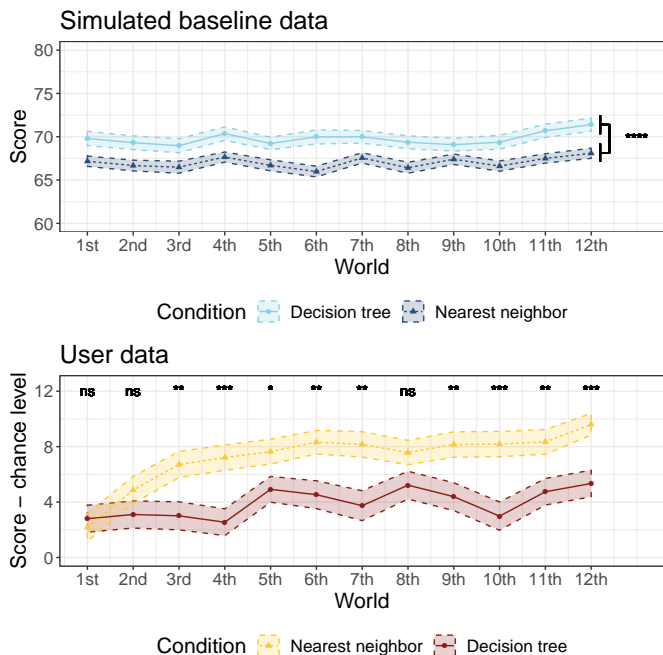 Simulated baseline data
80
75
70
65
60
Score
****
1st 2nd 3rd 4th 5th 6th 7th 8th 9th 10th 11th 12th
World
Condition Decision tree Nearest neighbor
User data
12
8
4
0
Score − chance level
ns ns ** *** * ** ** ns ** *** ** ***
1st 2nd 3rd 4th 5th 6th 7th 8th 9th 10th 11th 12th
World
Condition Nearest neighbor Decision tree